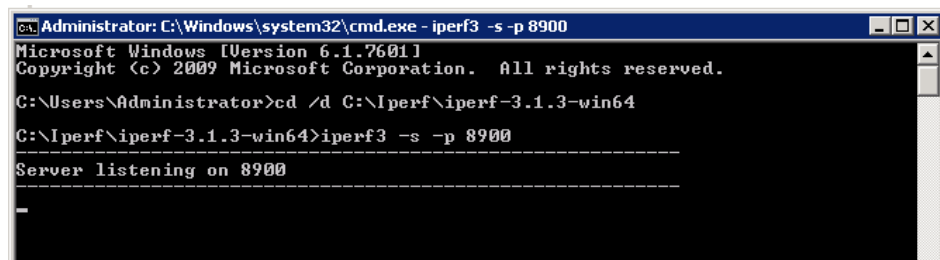 Administrator: C:\Windows\system32\cmd.exe - iperf3 -s -p 8900
Microsoft Windows [Version 6.1.7601]
Copyright (c) 2009 Microsoft Corporation.  All rights reserved.
C:\Users\Administrator>cd /d C:\Iperf\iperf-3.1.3-win64
C:\Iperf\iperf-3.1.3-win64>iperf3 -s -p 8900
-----------------------------------------------------------
Server listening on 8900
-----------------------------------------------------------